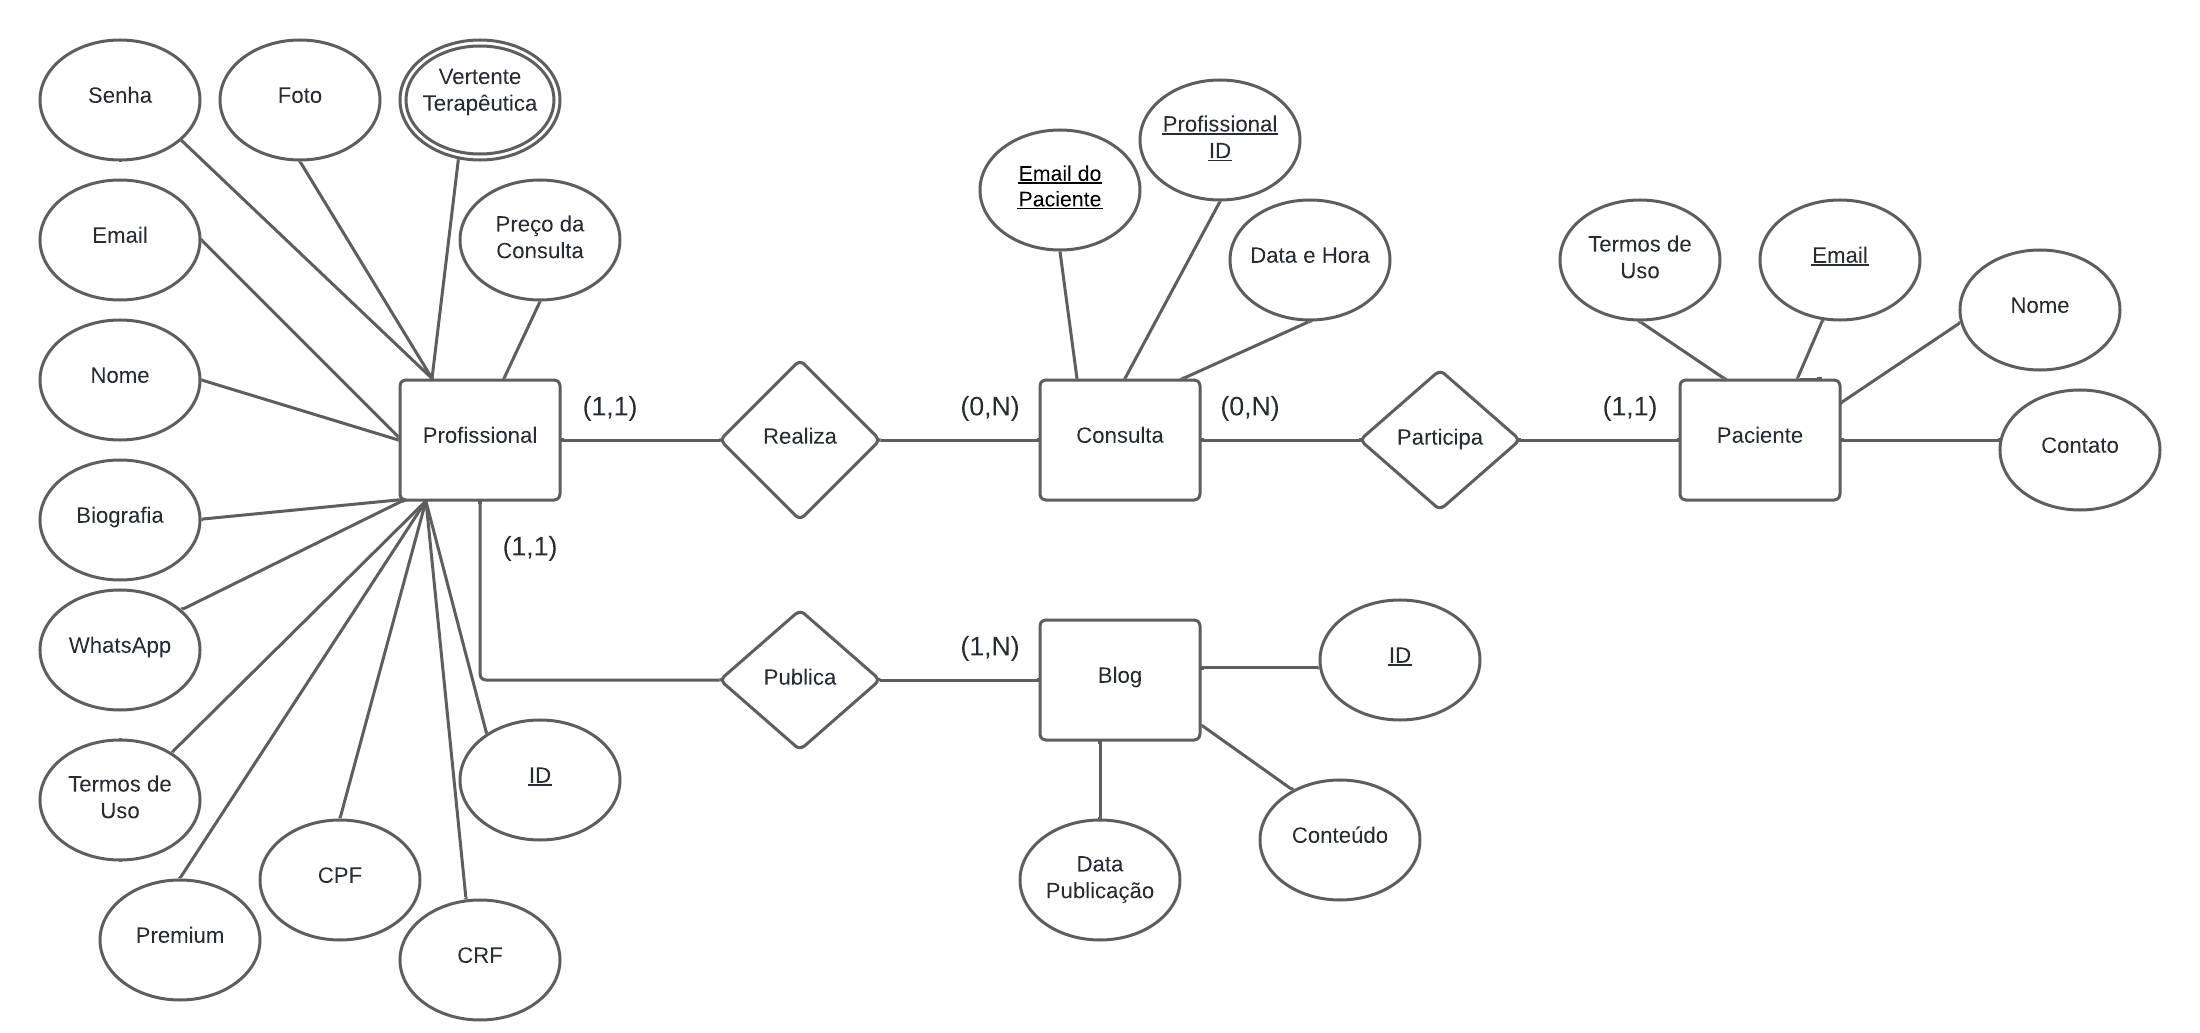 Senha
Foto
Vertente
Terapêutica
Email
Preço da
Consulta
Nome
Biografia
WhatsApp
Termos de
Uso
Premium
CPF
CRF
ID
Profissional
(1,1)
(1,1)
Realiza
(0,N)
Email do
Paciente
Profissional
ID
Data e Hora
Consulta
(0,N)
Participa
(1,1)
Termos de
Uso
Email
Nome
Paciente
Contato
Publica
(1,N)
Blog
ID
Data
Publicação
Conteúdo